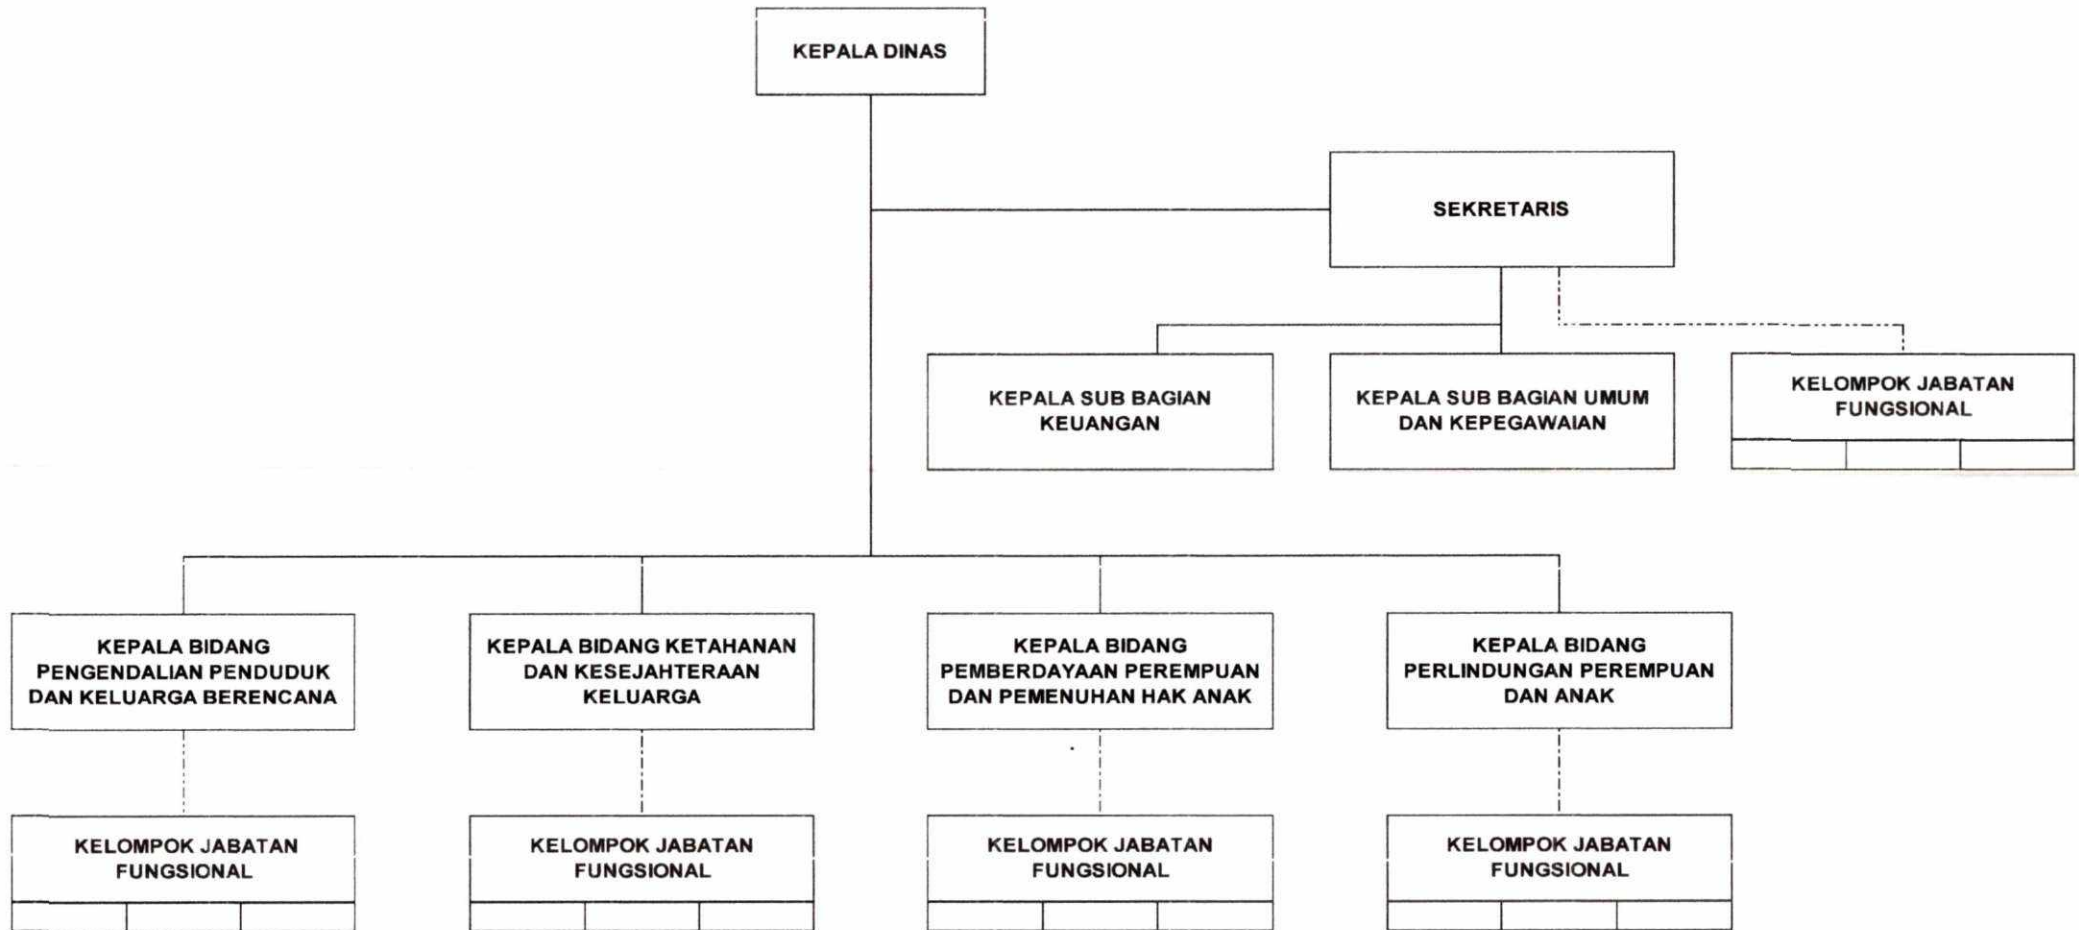 KEPALA DINAS
SEKRETARIS
KEPALA SUB BAGIAN
KEUANGAN
KEPALA SUB BAGIAN UMUM
DAN KEPEGAWAIAN
KELOMPOK JABATAN
FUNGSIONAL
KEPALA BIDANG
PENGENDALIAN PENDUDUK
DAN KELUARGA BERENCANA
KEPALA BIDANG KETAHANAN
DAN KESEJAHTERAAN
KELUARGA
KEPALA BIDANG
PEMBERDAYAAN PEREMPUAN
DAN PEMENUHAN HAK ANAK
KEPALA BIDANG
PERLINDUNGAN PEREMPUAN
DAN ANAK
KELOMPOK JABATAN
FUNGSIONAL
KELOMPOK JABATAN
FUNGSIONAL
KELOMPOK JABATAN
FUNGSIONAL
KELOMPOK JABATAN
FUNGSIONAL